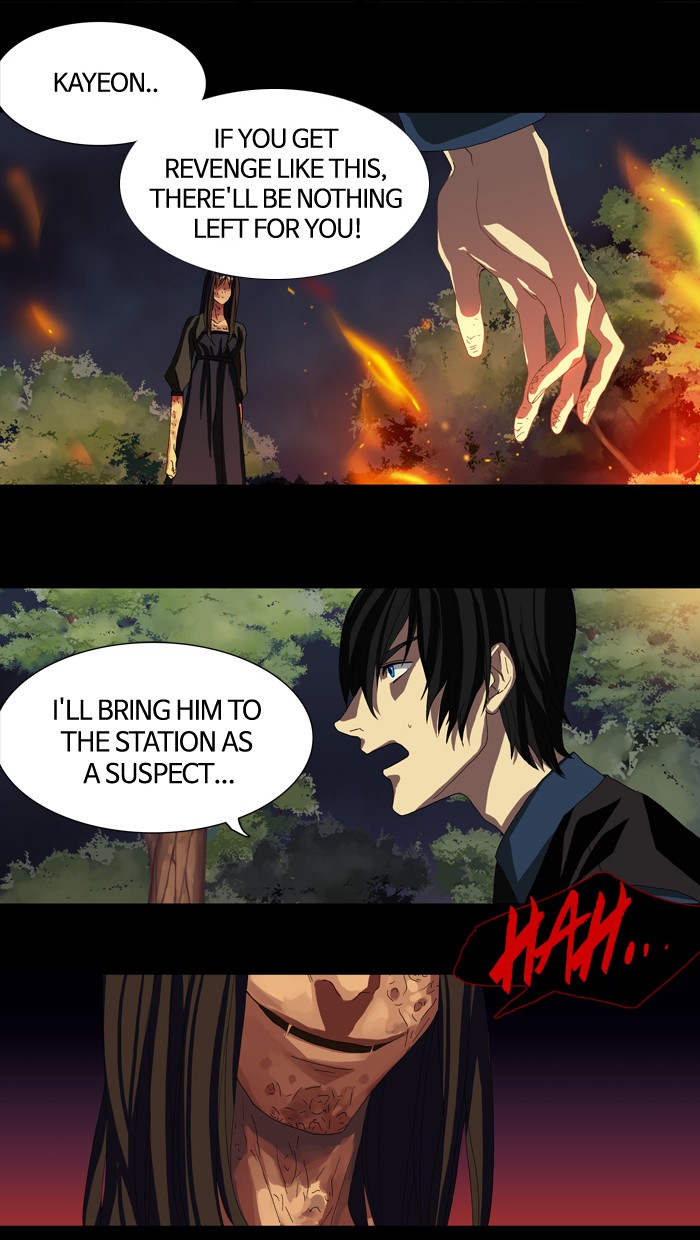 KAYEON..
IF YOU GET
REVENGE LIKE THIS,
THERE'LL BE NOTHING
LEFT FOR YOU!
I'LL BRING HIM TO
THE STATION AS
A SUSPECT...
HAH...